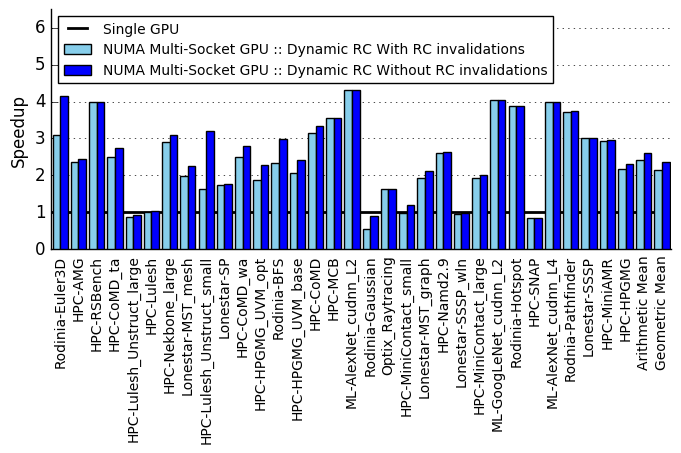 Speedup
6
5
4
3
2
1
0
Single GPU
NUMA Multi-Socket GPU :: Dynamic RC With RC invalidations
NUMA Multi-Socket GPU :: Dynamic RC Without RC invalidations
Rodinia-Euler3D
HPC-AMG
HPC-RSBench
HPC-CoMD_ta
HPC-Lulesh_Unstruct_large
HPC-Lulesh
HPC-Nekbone_large
Lonestar-MST_mesh
HPC-Lulesh_Unstruct_small
Lonestar-SP
HPC-CoMD_wa
HPC-HPGMG_UVM_opt
Rodinia-BFS
HPC-HPGMG_UVM_base
HPC-CoMD
HPC-MCB
ML-AlexNet_cudnn_L2
Rodinia-Gaussian
Optix_Raytracing
HPC-MiniContact_small
Lonestar-MST_graph
HPC-Namd2.9
Lonestar-SSSP_wln
HPC-MiniContact_large
ML-GoogLeNet_cudnn_L2
Rodinia-Hotspot
HPC-SNAP
ML-AlexNet_cudnn_L4
Rodnia-Pathfinder
Lonestar-SSSP
HPC-MiniAMR
HPC-HPGMG
Arithmetic Mean
Geometric Mean